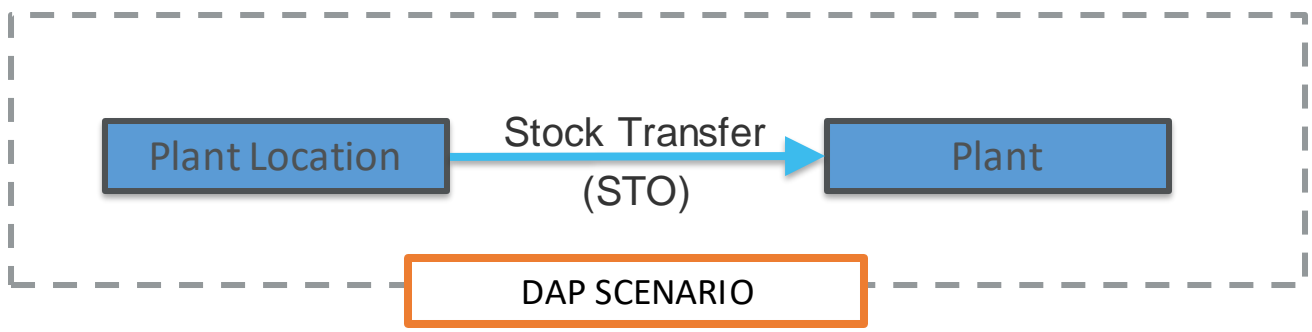 Plant Location
Stock Transfer
(STO)
Plant
DAP SCENARIO